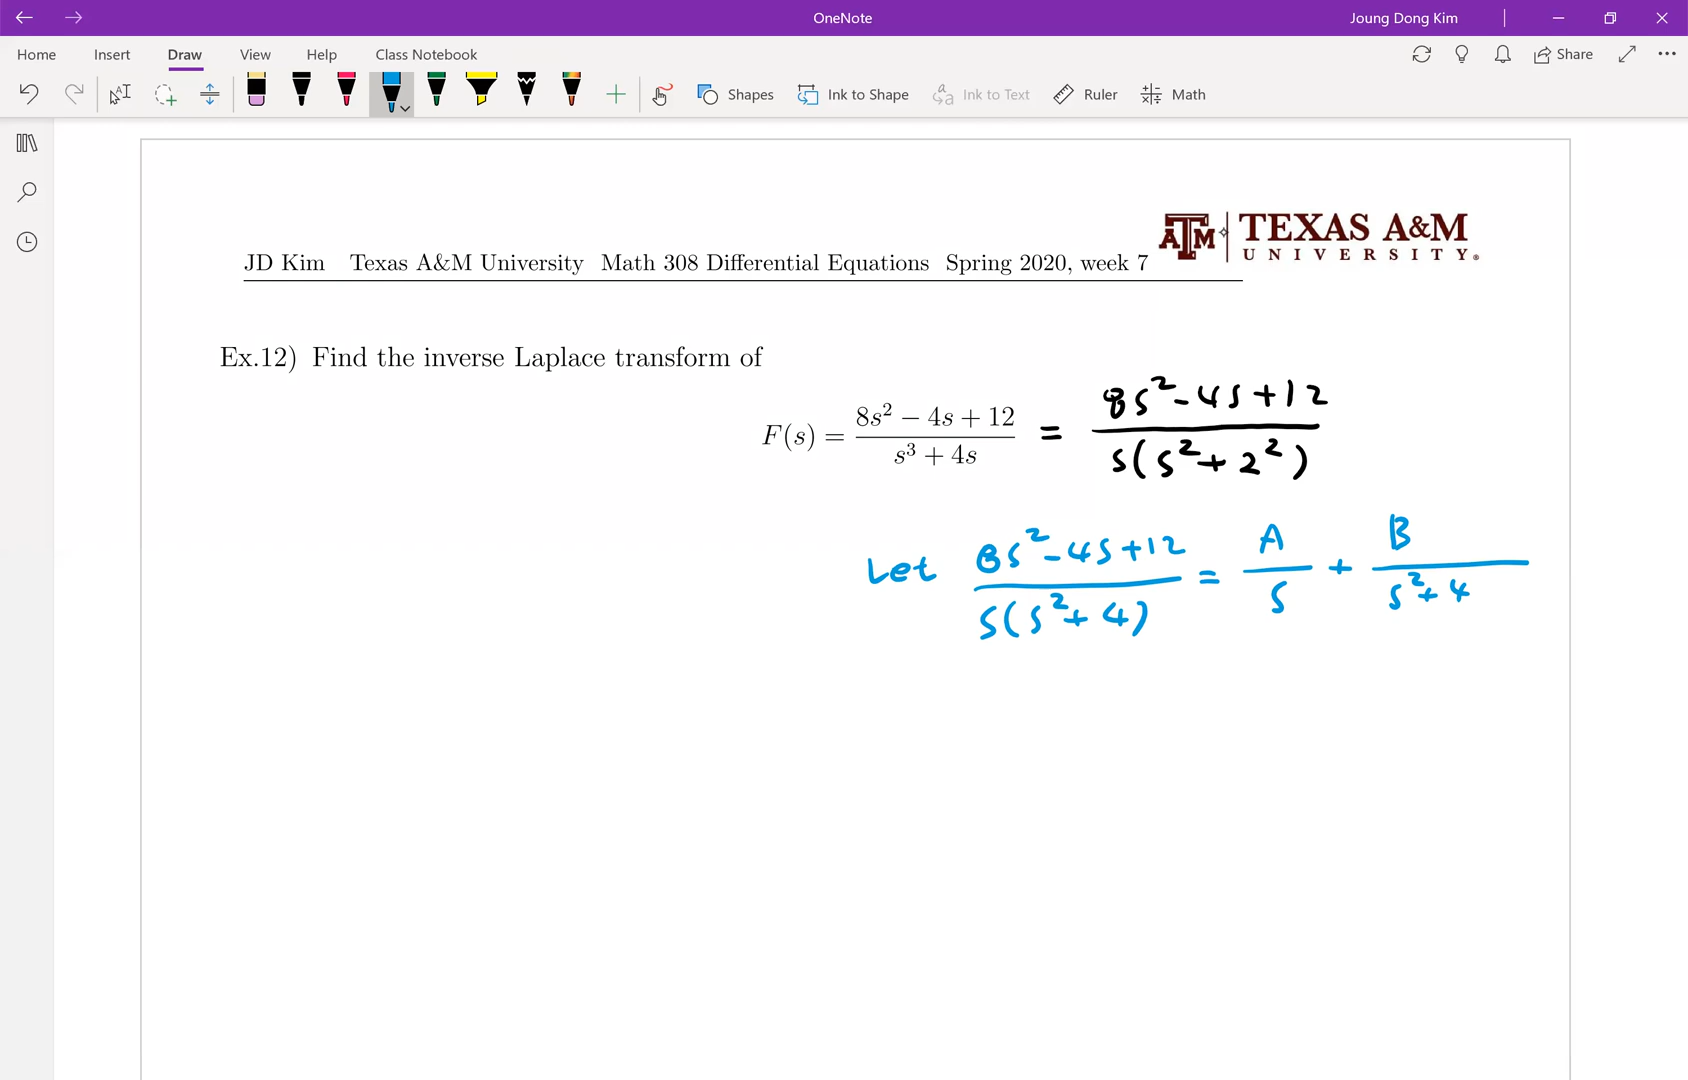 OneNote
Joung Dong Kim
Home Insert Draw View Help Class Notebook
Share
Shapes Ink to Shape Ink to Text Ruler Math
ATM TEXAS A&M
UNIVERSITY®
JD Kim Texas A&M University Math 308 Differential Equations Spring 2020, week 7
Ex.12) Find the inverse Laplace transform of
F(s) = (8s² − 4s + 12)/(s³ + 4s) = (8s² - 4s + 12)/(s(s² + 2²))
Let (8s² - 4s + 12)/(s(s² + 4)) = A/s + B/(s² + 4)